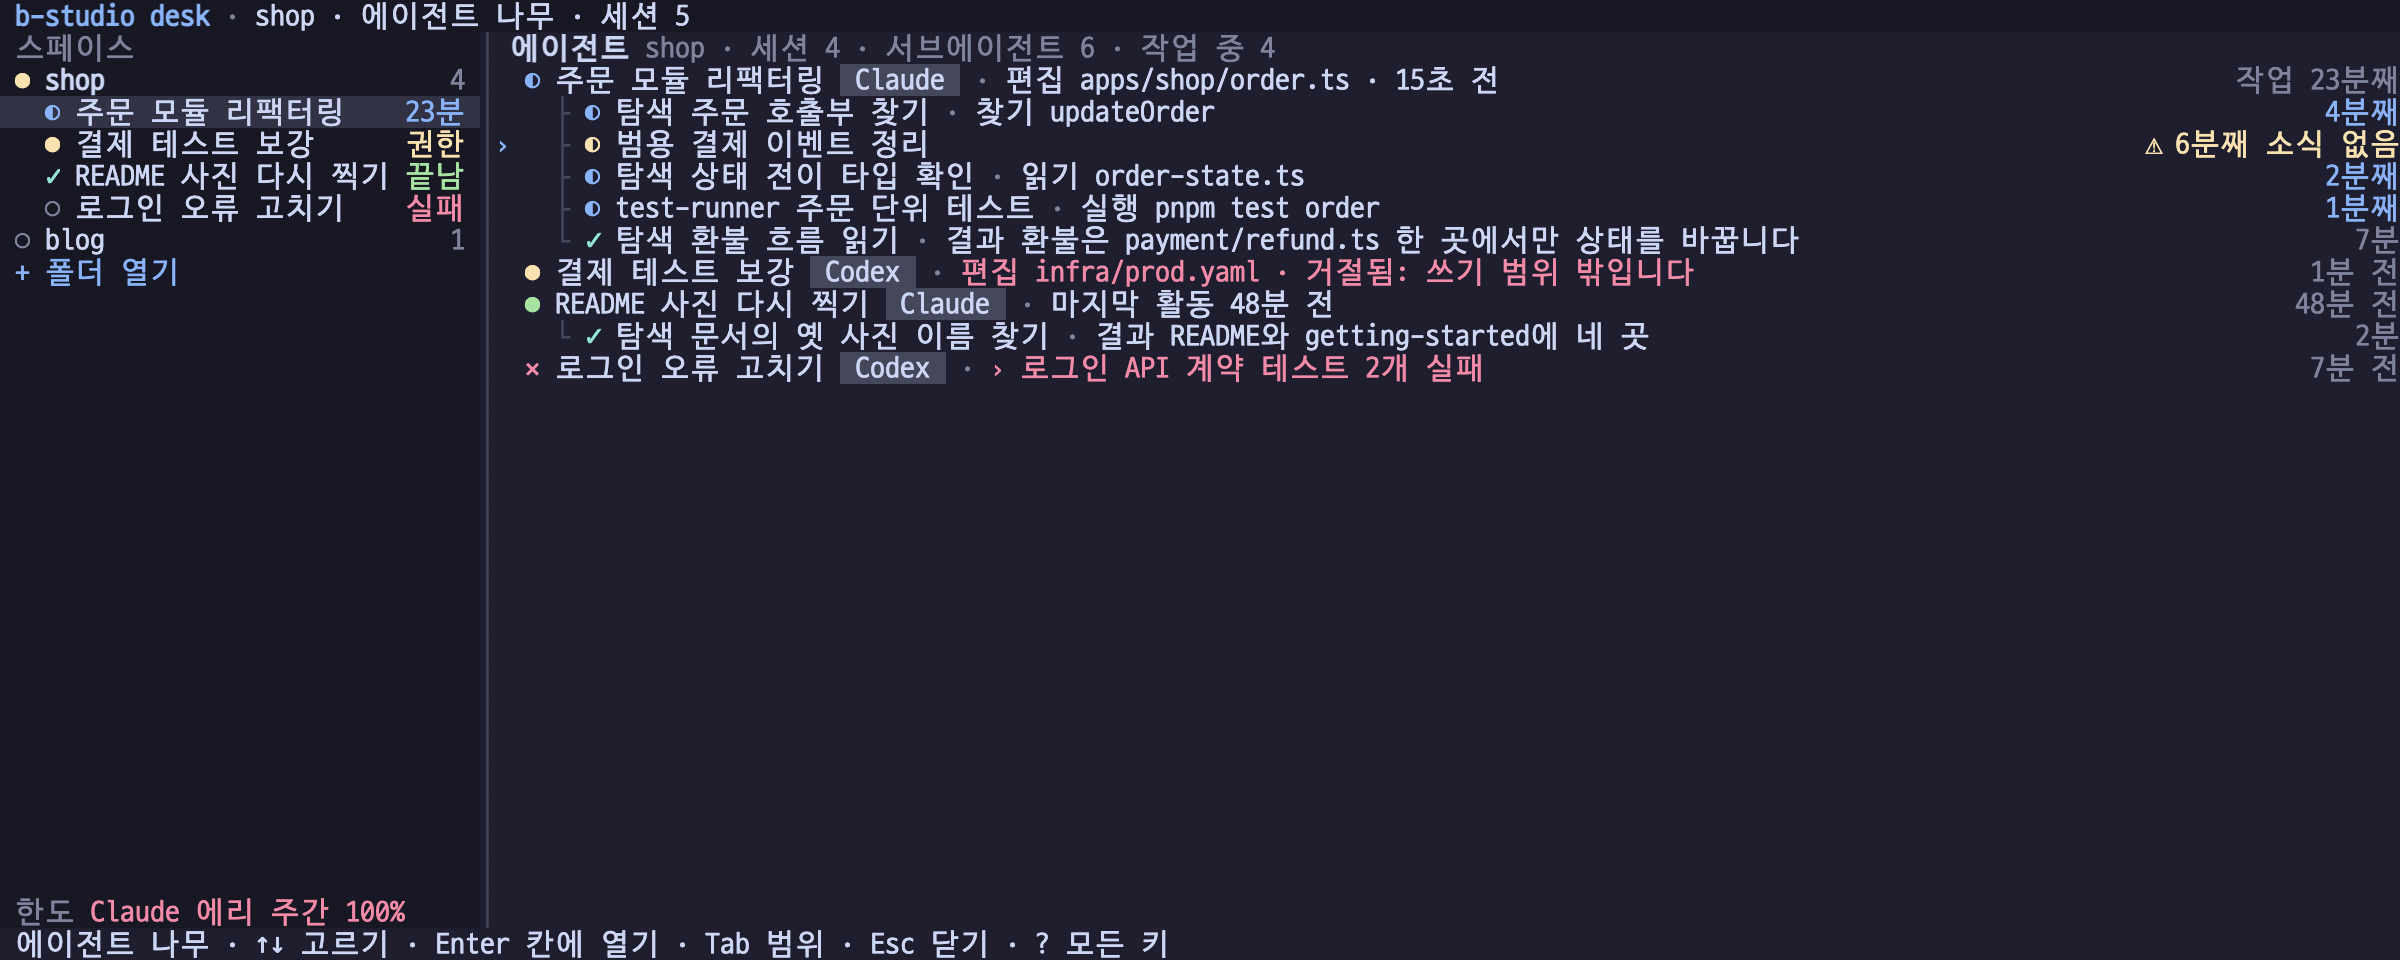 b-studio desk · shop · 에이전트 나무 · 세션 5
스페이스
● shop 4
◐ 주문 모듈 리팩터링 23분
● 결제 테스트 보강 권한
✓ README 사진 다시 찍기 끝남
○ 로그인 오류 고치기 실패
○ blog 1
+ 폴더 열기
한도 Claude 에리 주간 100%
에이전트 shop · 세션 4 · 서브에이전트 6 · 작업 중 4
◐ 주문 모듈 리팩터링 Claude · 편집 apps/shop/order.ts · 15초 전 작업 23분째
├ ◐ 탐색 주문 호출부 찾기 · 찾기 updateOrder 4분째
› ├ ◐ 범용 결제 이벤트 정리 ⚠ 6분째 소식 없음
├ ◐ 탐색 상태 전이 타입 확인 · 읽기 order-state.ts 2분째
├ ◐ test-runner 주문 단위 테스트 · 실행 pnpm test order 1분째
└ ✓ 탐색 환불 흐름 읽기 · 결과 환불은 payment/refund.ts 한 곳에서만 상태를 바꿉니다 7분
● 결제 테스트 보강 Codex · 편집 infra/prod.yaml · 거절됨: 쓰기 범위 밖입니다 1분 전
● README 사진 다시 찍기 Claude · 마지막 활동 48분 전 48분 전
└ ✓ 탐색 문서의 옛 사진 이름 찾기 · 결과 README와 getting-started에 네 곳 2분
× 로그인 오류 고치기 Codex · › 로그인 API 계약 테스트 2개 실패 7분 전
에이전트 나무 · ↑↓ 고르기 · Enter 칸에 열기 · Tab 범위 · Esc 닫기 · ? 모든 키